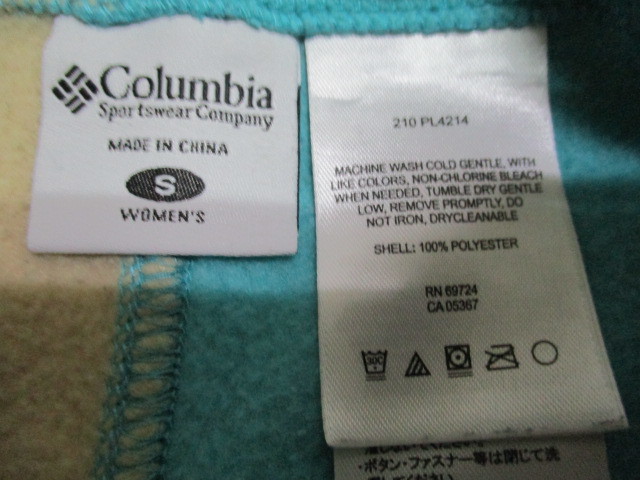 Columbia
Sportswear Company
MADE IN CHINA
S
WOMEN'S
210 PL4214
MACHINE WASH COLD GENTLE, WITH
LIKE COLORS, NON-CHLORINE BLEACH
WHEN NEEDED, TUMBLE DRY GENTLE
LOW, REMOVE PROMPTLY, DO
NOT IRON, DRYCLEANABLE
SHELL: 100% POLYESTER
RN 69724
CA 05367
30C
・ボタン・ファスナー等は閉じて洗